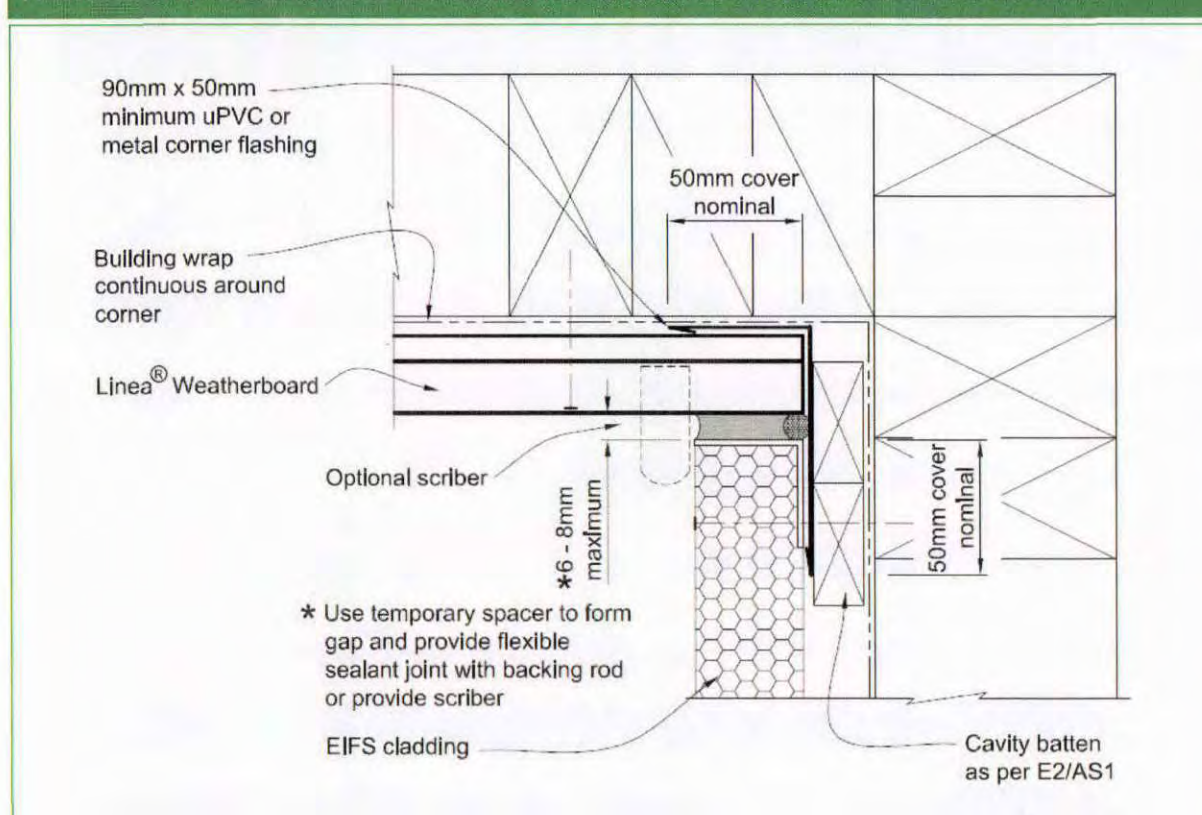 90mm x 50mm
minimum uPVC or
metal corner flashing
50mm cover
nominal
Building wrap
continuous around
corner
Linea® Weatherboard
Optional scriber
*6 - 8mm
maximum
50mm cover
nominal
* Use temporary spacer to form
gap and provide flexible
sealant joint with backing rod
or provide scriber
EIFS cladding
Cavity batten
as per E2/AS1